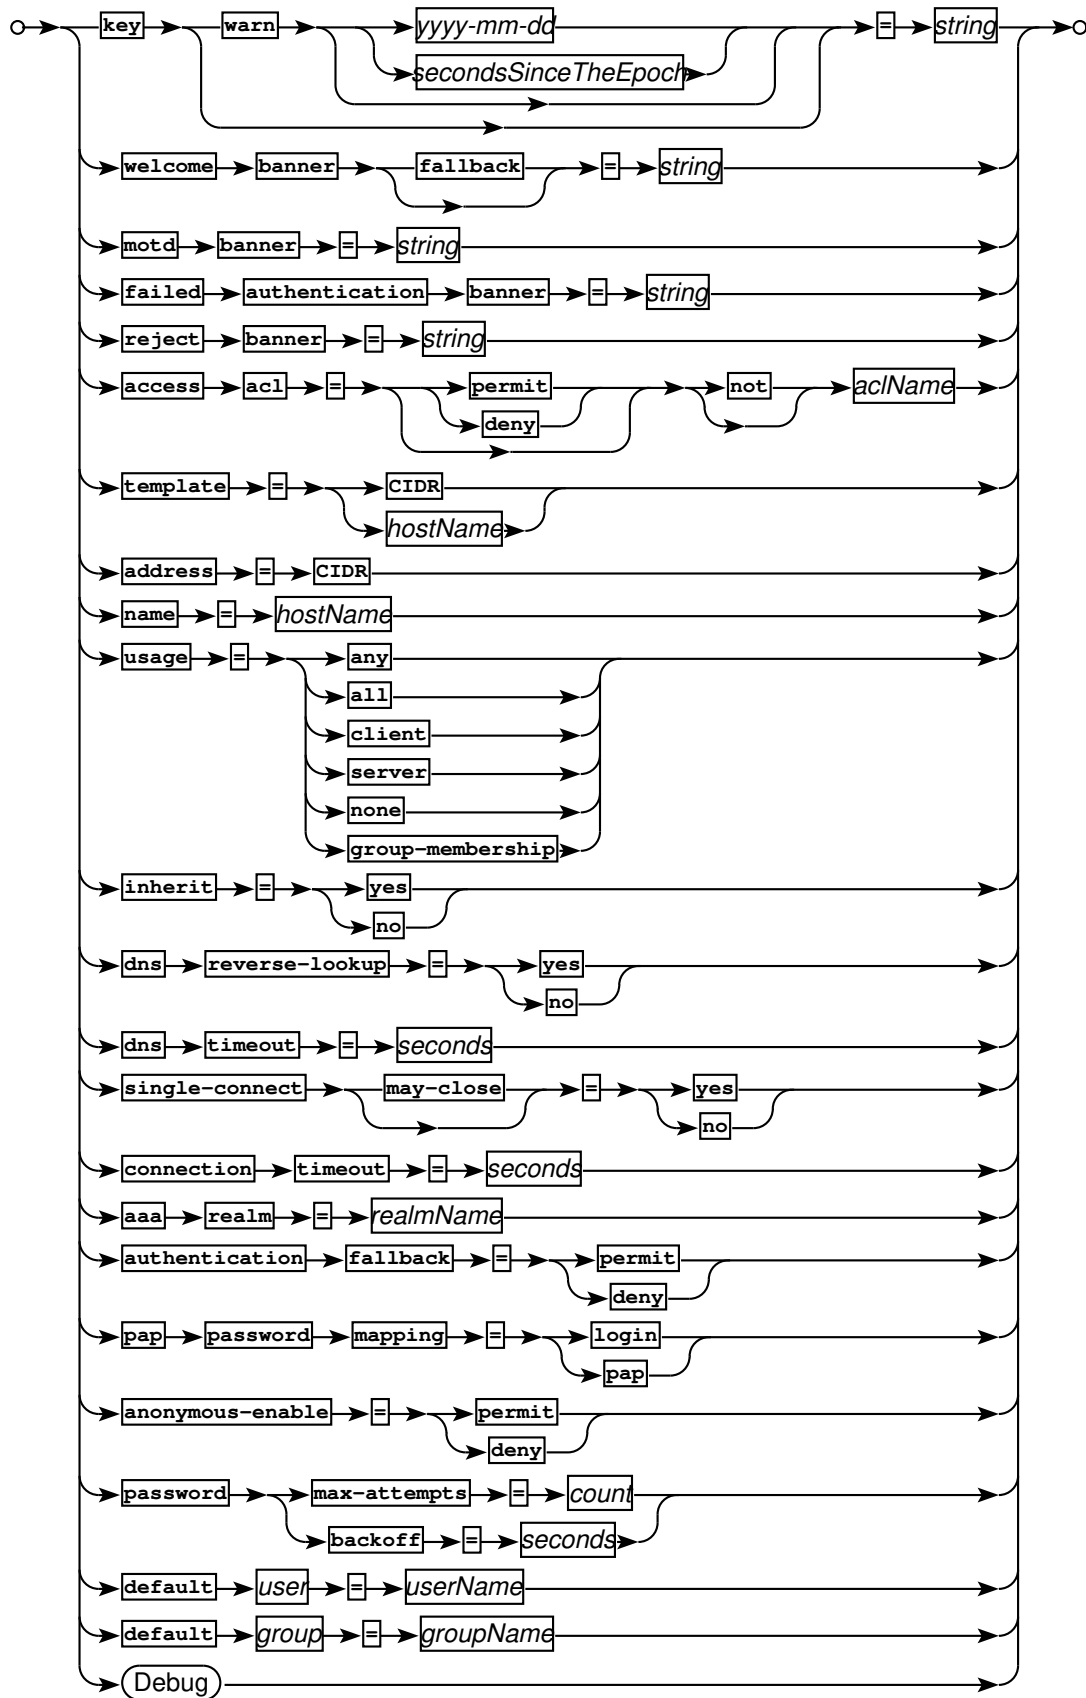 key warn yyyy-mm-dd = string
secondsSinceTheEpoch
welcome banner fallback = string
motd banner = string
failed authentication banner = string
reject banner = string
access acl = permit not aclName
deny
template = CIDR
hostName
address = CIDR
name = hostName
usage = any
all
client
server
none
group-membership
inherit = yes
no
dns reverse-lookup = yes
no
dns timeout = seconds
single-connect may-close = yes
no
connection timeout = seconds
aaa realm = realmName
authentication fallback = permit
deny
pap password mapping = login
pap
anonymous-enable = permit
deny
password max-attempts = count
backoff = seconds
default user = userName
default group = groupName
Debug